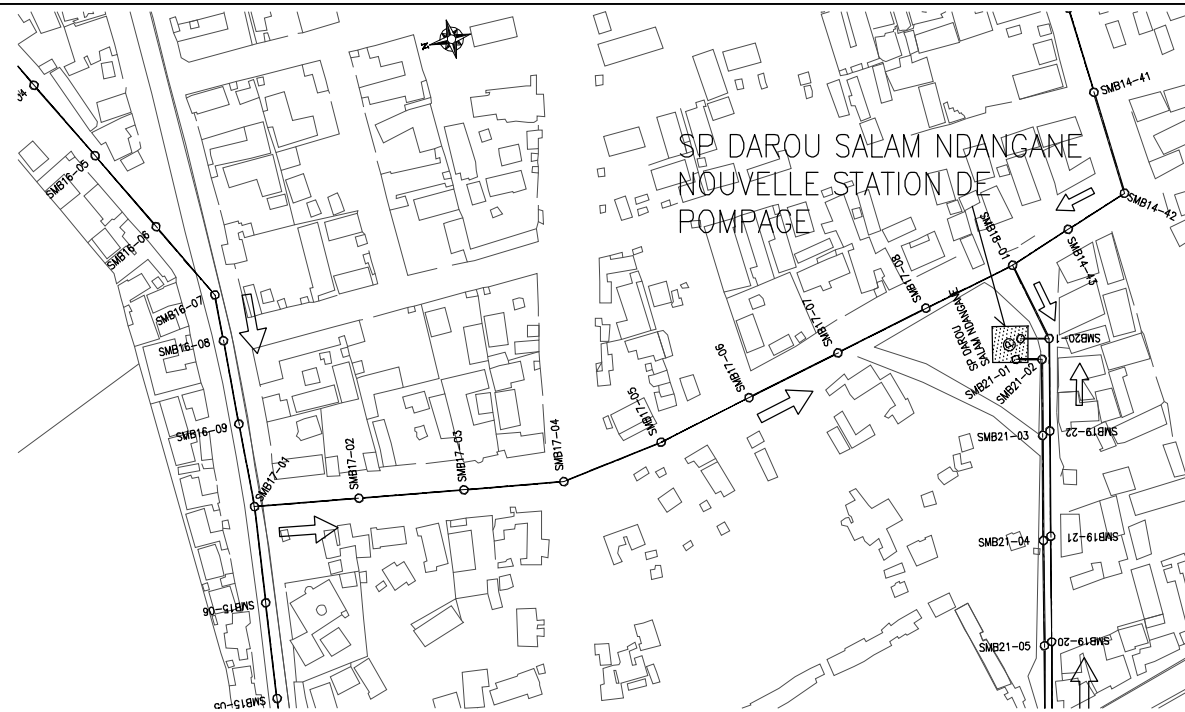 N
J4
SMB16-05
SMB16-06
SMB16-07
SMB16-08
SMB16-09
SMB17-01
SMB17-02
SMB17-03
SMB17-04
SMB17-05
SMB17-06
SMB17-07
SMB17-08
SMB15-06
SMB15-05
SP DAROU SALAM NDANGANE
NOUVELLE STATION DE
POMPAGE
SMB14-41
SMB14-42
SMB14-43
SMB18-01
SP DAROU
SALAM NDANGANE
SMB20-1
SMB21-01
SMB21-02
SMB21-03
SMB19-22
SMB21-04
SMB19-21
SMB21-05
SMB19-20